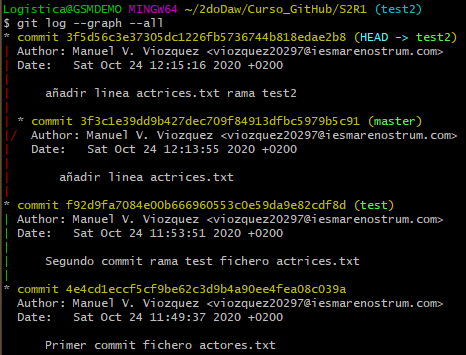 Logistica@GSMDEMO MINGW64 ~/2doDaw/Curso_GitHub/S2R1 (test2)
$ git log --graph --all
* commit 3f5d56c3e37305dc1226fb5736744b818edae2b8 (HEAD -> test2)
| Author: Manuel V. Viozquez <viozquez20297@iesmarenostrum.com>
| Date:   Sat Oct 24 12:15:16 2020 +0200
|
|     añadir linea actrices.txt rama test2
|
| * commit 3f3c1e39dd9b427dec709f84913dfbc5979b5c91 (master)
|/  Author: Manuel V. Viozquez <viozquez20297@iesmarenostrum.com>
|   Date:   Sat Oct 24 12:13:55 2020 +0200
|
|       añadir linea actrices.txt
|
* commit f92d9fa7084e00b666960553c0e59da9e82cdf8d (test)
| Author: Manuel V. Viozquez <viozquez20297@iesmarenostrum.com>
| Date:   Sat Oct 24 11:53:51 2020 +0200
|
|     Segundo commit rama test fichero actrices.txt
|
* commit 4e4cd1eccf5cf9be62c3d9b4a90ee4fea08c039a
  Author: Manuel V. Viozquez <viozquez20297@iesmarenostrum.com>
  Date:   Sat Oct 24 11:49:37 2020 +0200

      Primer commit fichero actores.txt